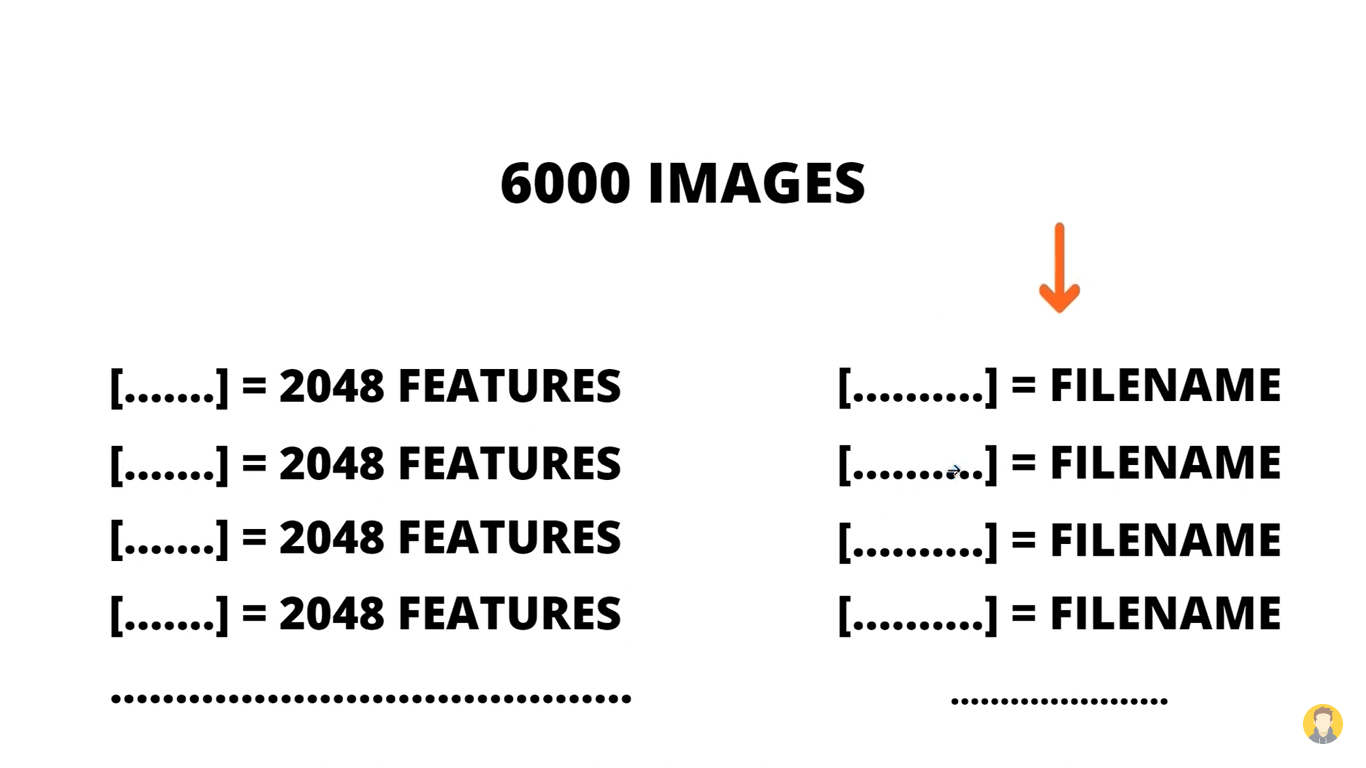 6000 IMAGES
[.......] = 2048 FEATURES [..........] = FILENAME
[.......] = 2048 FEATURES [..........] = FILENAME
[.......] = 2048 FEATURES [..........] = FILENAME
[.......] = 2048 FEATURES [..........] = FILENAME
........................................ ......................